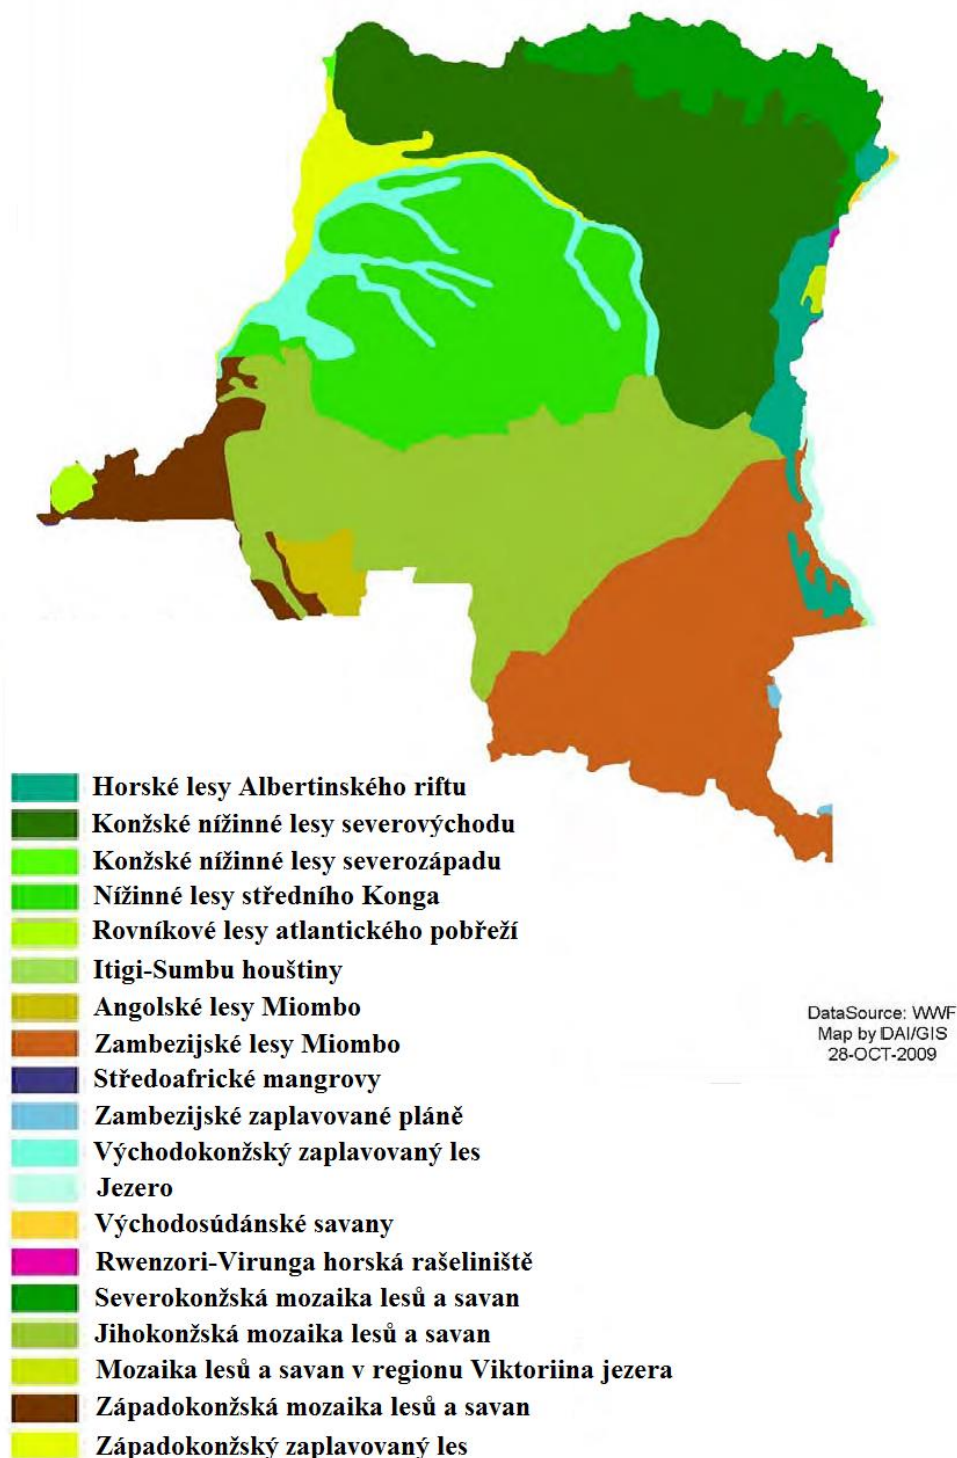 Horské lesy Albertinského riftu
Konžské nížinné lesy severovýchodu
Konžské nížinné lesy severozápadu
Nížinné lesy středního Konga
Rovníkové lesy atlantického pobřeží
Itigi-Sumbu houštiny
Angolské lesy Miombo
Zambezijské lesy Miombo
Středoafrické mangrovy
Zambezijské zaplavované pláně
Východokonžský zaplavovaný les
Jezero
Východosúdánské savany
Rwenzori-Virunga horská rašeliniště
Severokonžská mozaika lesů a savan
Jihokonžská mozaika lesů a savan
Mozaika lesů a savan v regionu Viktoriina jezera
Západokonžská mozaika lesů a savan
Západokonžský zaplavovaný les
DataSource: WWF
Map by DAI/GIS
28-OCT-2009